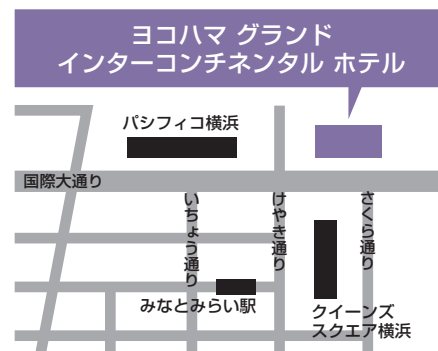 ヨコハマ グランド
インターコンチネンタル ホテル
パシフィコ横浜
国際大通り
いちょう通り
けやき通り
さくら通り
みなとみらい駅
クイーンズ
スクエア横浜